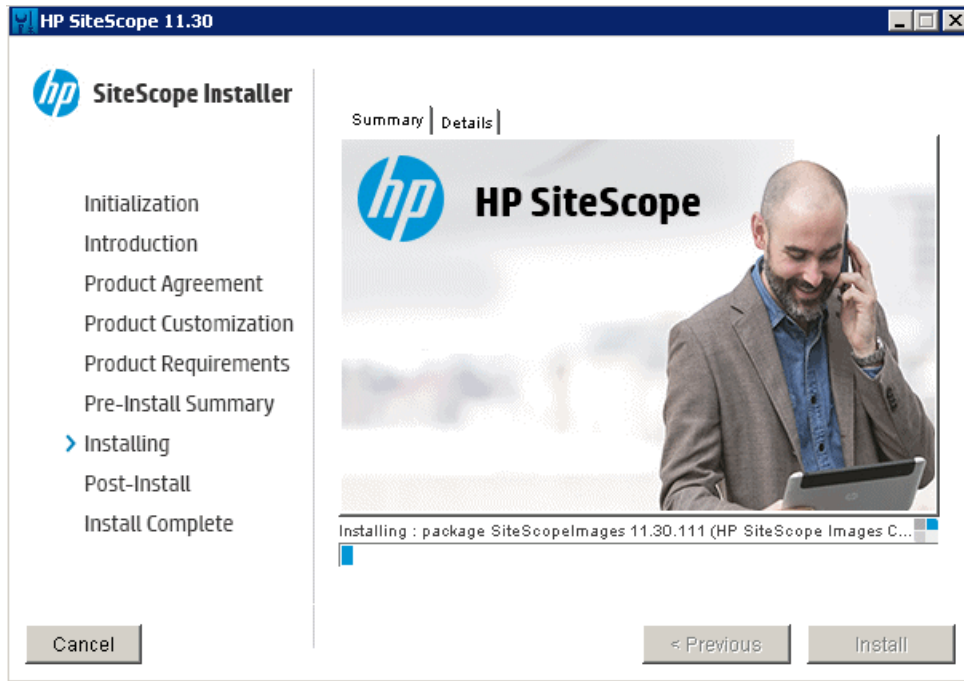 HP SiteScope 11.30
hp SiteScope Installer
Summary Details
hp HP SiteScope
Initialization
Introduction
Product Agreement
Product Customization
Product Requirements
Pre-Install Summary
Installing
Post-Install
Install Complete
Installing : package SiteScopeImages 11.30.111 (HP SiteScope Images C...
Cancel
< Previous
Install